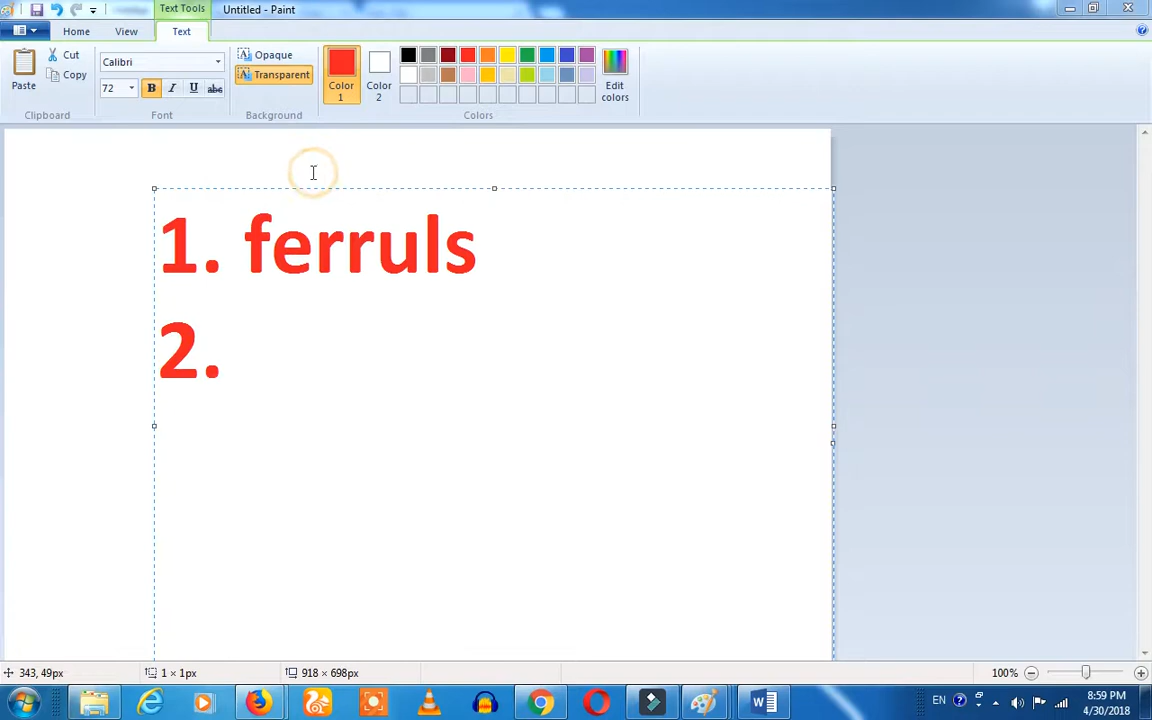 Text Tools
Untitled - Paint
Home
View
Text
Paste
Cut
Copy
Clipboard
Calibri
72
B I U abc
Font
Opaque
Transparent
Background
Color 1
Color 2
Edit colors
Colors
1. ferruls
2.
343, 49px
1 × 1px
918 × 698px
100%
EN
8:59 PM
4/30/2018